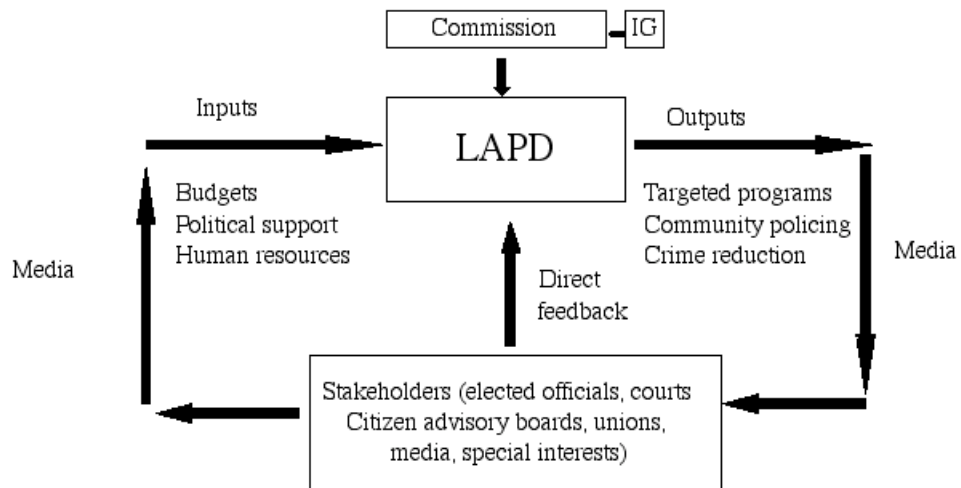 Commission
IG
Inputs
LAPD
Outputs
Budgets
Political support
Human resources
Targeted programs
Community policing
Crime reduction
Media
Media
Direct
feedback
Stakeholders (elected officials, courts
Citizen advisory boards, unions,
media, special interests)